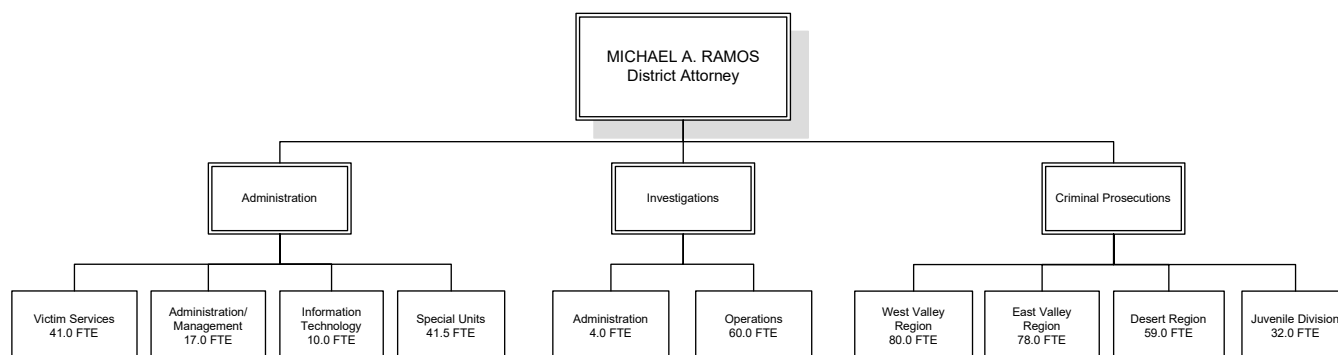 MICHAEL A. RAMOS
District Attorney
Administration
Investigations
Criminal Prosecutions
Victim Services
41.0 FTE
Administration/
Management
17.0 FTE
Information
Technology
10.0 FTE
Special Units
41.5 FTE
Administration
4.0 FTE
Operations
60.0 FTE
West Valley
Region
80.0 FTE
East Valley
Region
78.0 FTE
Desert Region
59.0 FTE
Juvenile Division
32.0 FTE